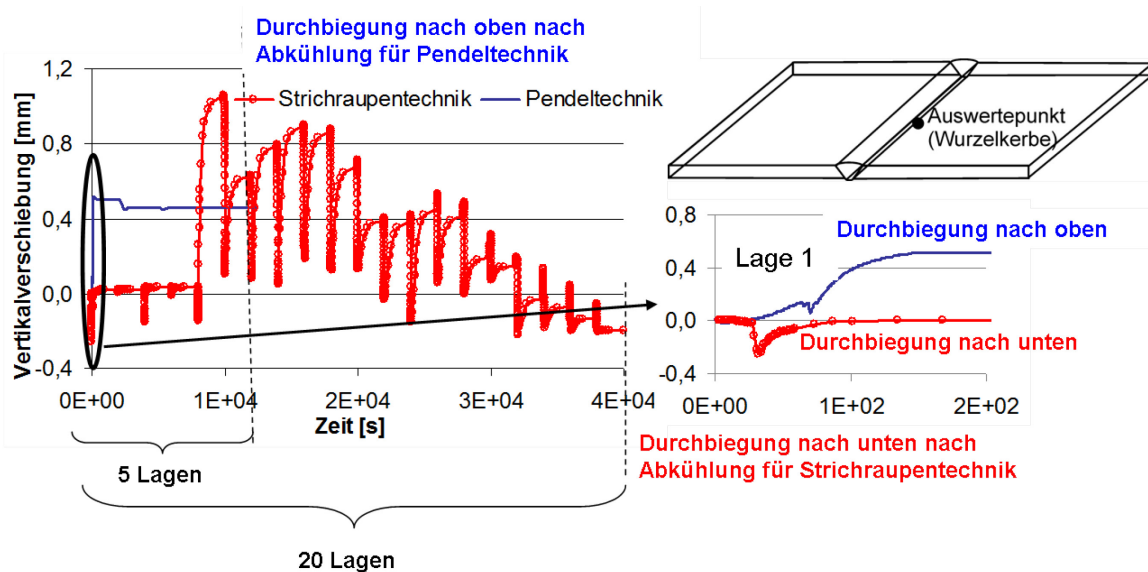 Durchbiegung nach oben nach
Abkühlung für Pendeltechnik
Vertikalverschiebung [mm]
1,2
0,8
0,4
0,0
-0,4
Strichraupentechnik
Pendeltechnik
0E+00
1E+04
2E+04
3E+04
4E+04
Zeit [s]
5 Lagen
20 Lagen
Auswertepunkt
(Wurzelkerbe)
0,8
0,4
0,0
-0,4
Lage 1
Durchbiegung nach oben
Durchbiegung nach unten
0E+00
1E+02
2E+02
Durchbiegung nach unten nach
Abkühlung für Strichraupentechnik